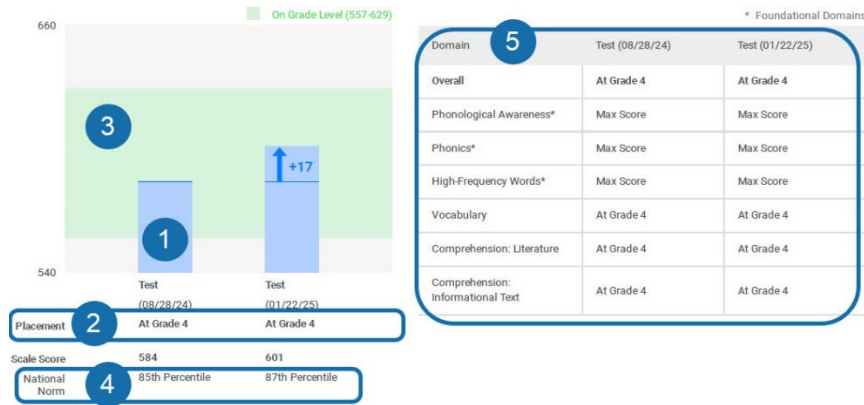 On Grade Level (557-629)
660
3
+17
1
540
Test
(08/28/24)
Test
(01/22/25)
Placement 2 At Grade 4 At Grade 4
Scale Score 584 601
National Norm 4 85th Percentile 87th Percentile
* Foundational Domains
Domain 5 Test (08/28/24) Test (01/22/25)
Overall At Grade 4 At Grade 4
Phonological Awareness* Max Score Max Score
Phonics* Max Score Max Score
High-Frequency Words* Max Score Max Score
Vocabulary At Grade 4 At Grade 4
Comprehension: Literature At Grade 4 At Grade 4
Comprehension:
Informational Text At Grade 4 At Grade 4